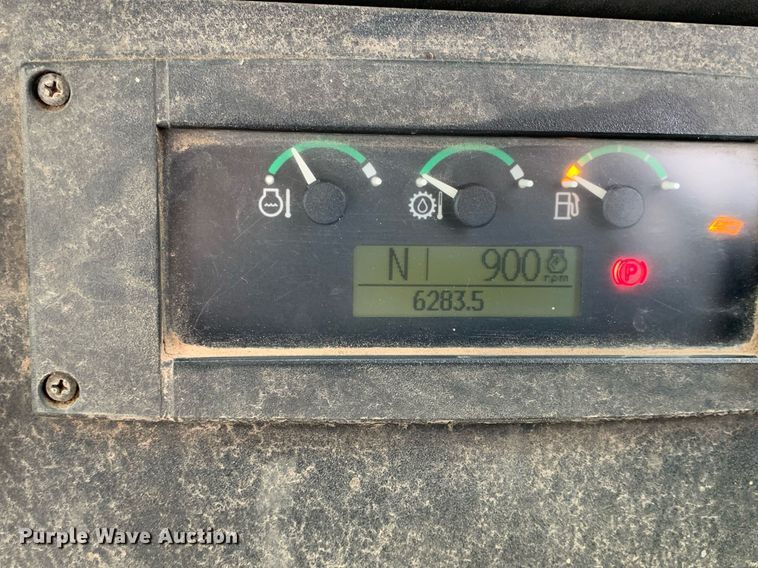 N 900 rpm
6283.5
P
Purple Wave Auction